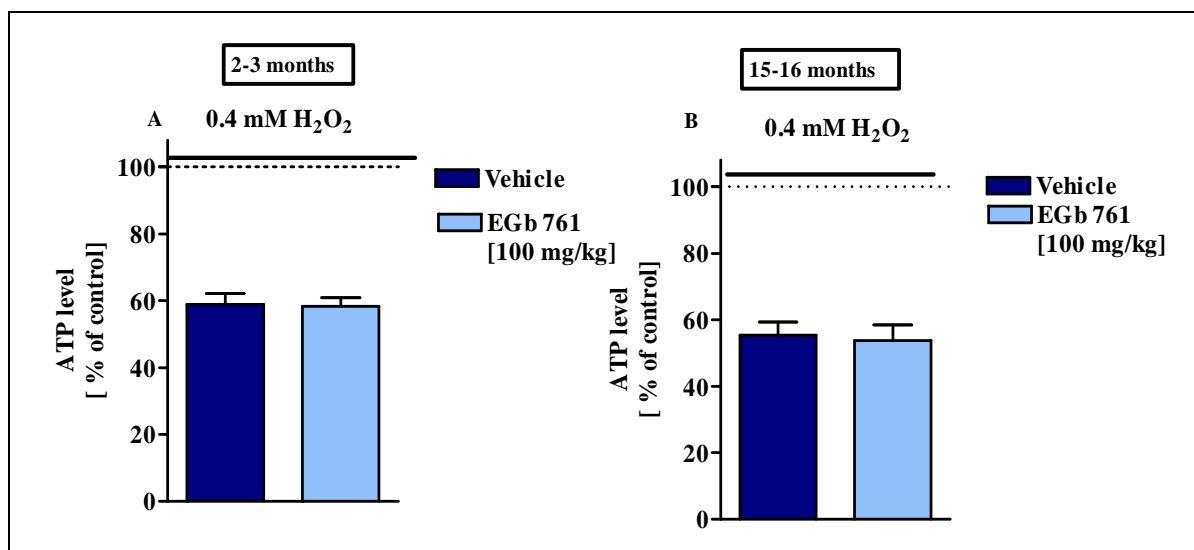 2-3 months
A
0.4 mM H₂O₂
100
80
60
40
20
0
ATP level
[ % of control]
Vehicle
EGb 761
[100 mg/kg]
15-16 months
B
0.4 mM H₂O₂
100
80
60
40
20
0
ATP level
[ % of control]
Vehicle
EGb 761
[100 mg/kg]